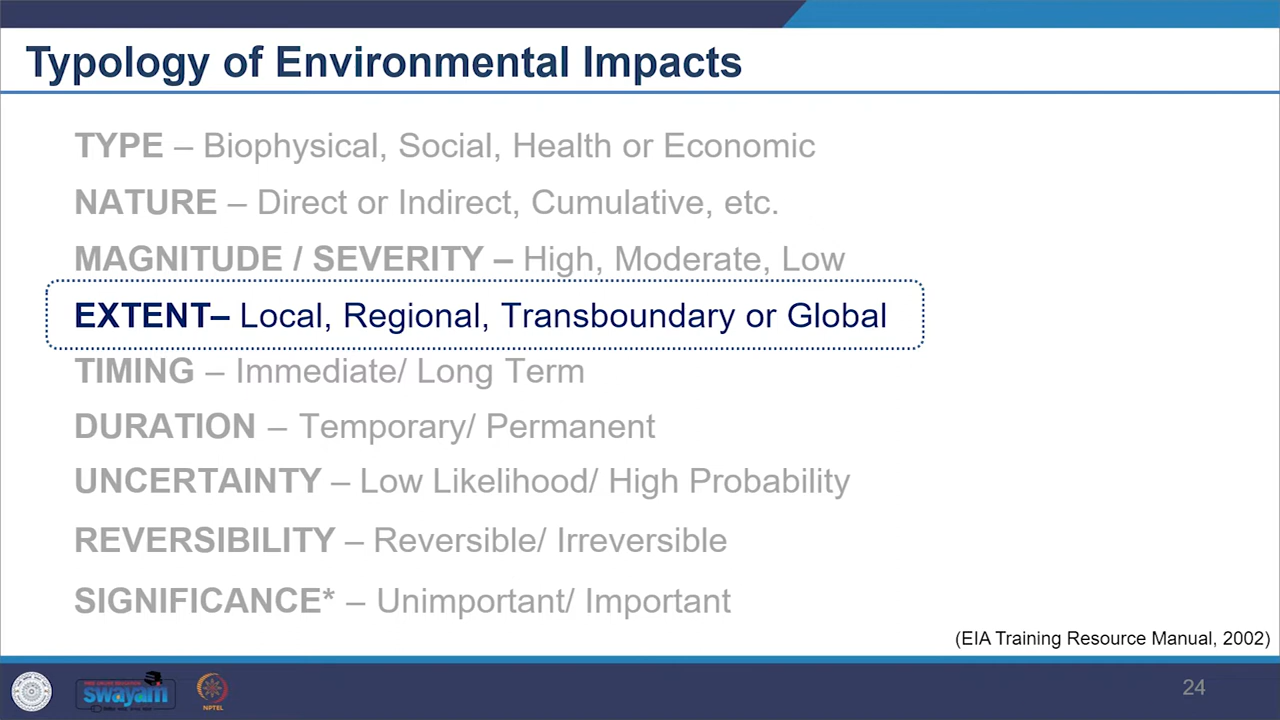 Typology of Environmental Impacts
TYPE – Biophysical, Social, Health or Economic
NATURE – Direct or Indirect, Cumulative, etc.
MAGNITUDE / SEVERITY – High, Moderate, Low
EXTENT– Local, Regional, Transboundary or Global
TIMING – Immediate/ Long Term
DURATION – Temporary/ Permanent
UNCERTAINTY – Low Likelihood/ High Probability
REVERSIBILITY – Reversible/ Irreversible
SIGNIFICANCE* – Unimportant/ Important
(EIA Training Resource Manual, 2002)
swayam
NPTEL
24